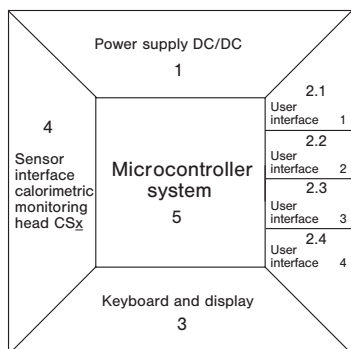 Power supply DC/DC
1
4
Sensor
interface
calorimetric
monitoring
head CSx
Microcontroller
system
5
2.1
User
interface 1
2.2
User
interface 2
2.3
User
interface 3
2.4
User
interface 4
Keyboard and display
3